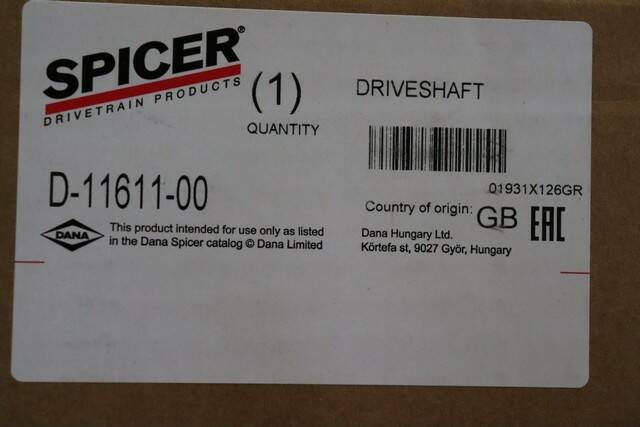 SPICER®
DRIVETRAIN PRODUCTS
(1)
QUANTITY
DRIVESHAFT
D-11611-00
01931X126GR
DANA
This product intended for use only as listed
in the Dana Spicer catalog © Dana Limited
Country of origin: GB
EAC
Dana Hungary Ltd.
Körtefa st, 9027 Györ, Hungary